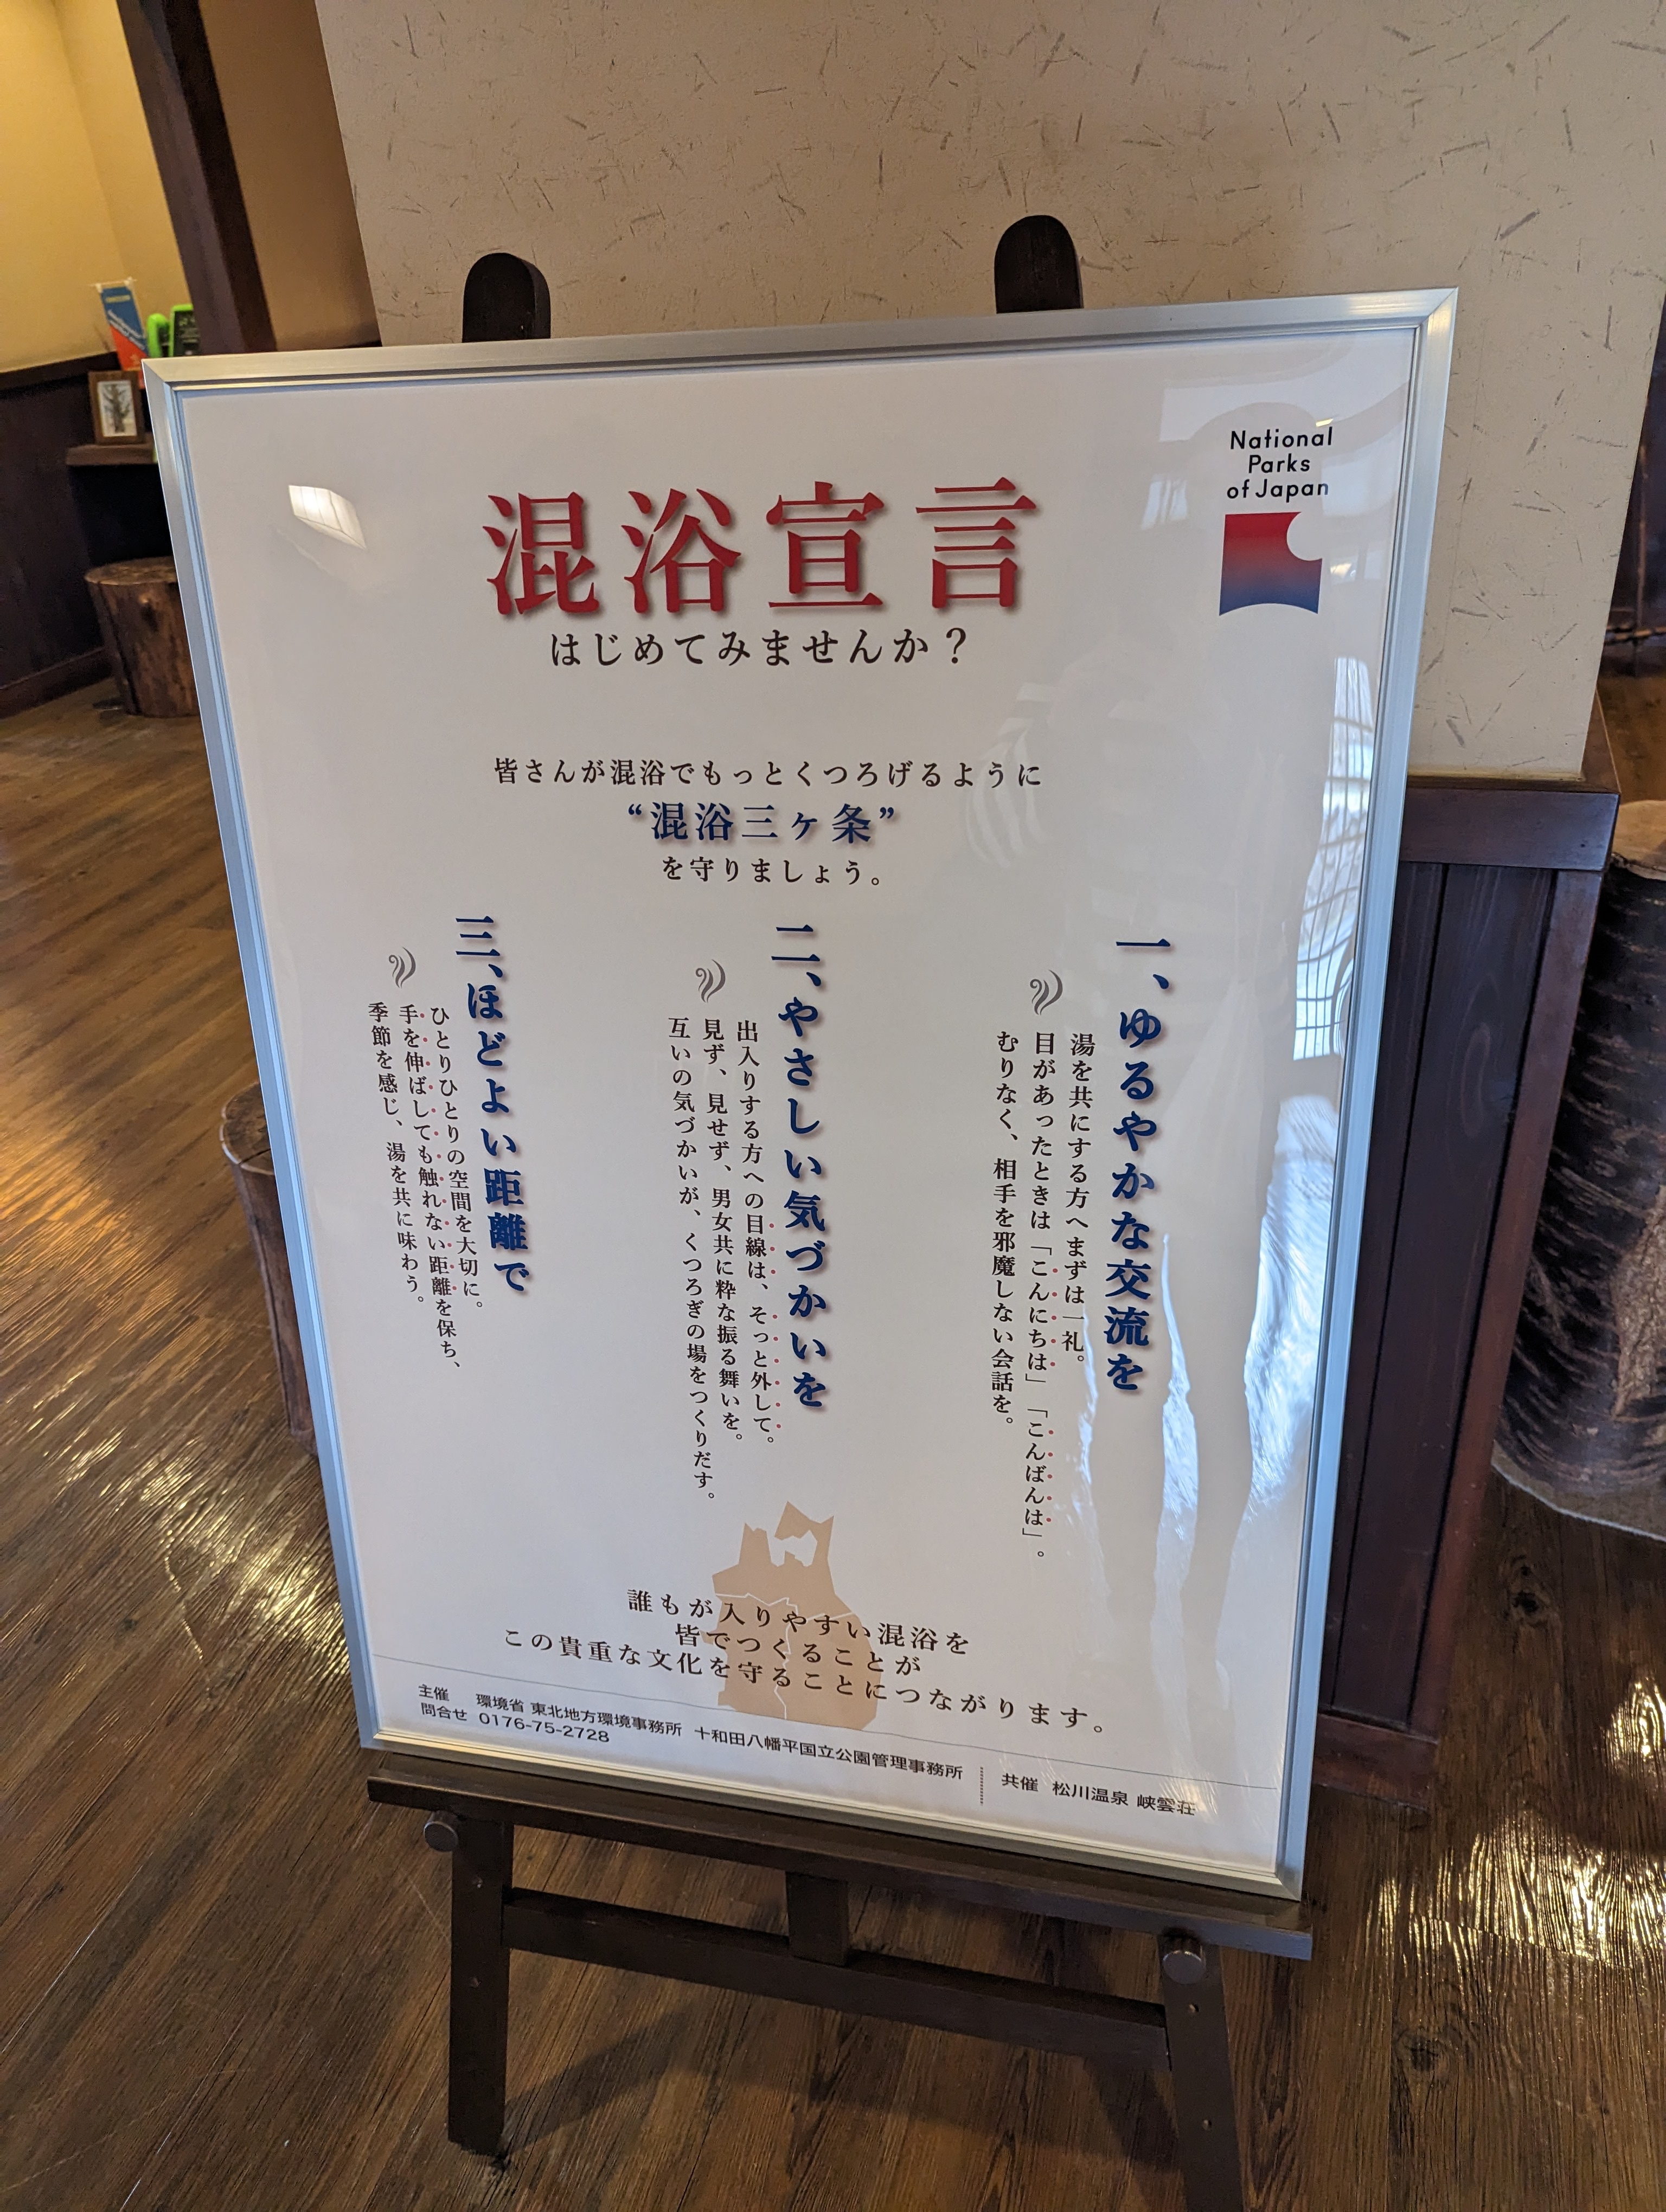 National
Parks
of Japan
混浴宣言
はじめてみませんか？
皆さんが混浴でもっとくつろげるように
“混浴三ヶ条”
を守りましょう。
一、ゆるやかな交流を
湯を共にする方へまずは一礼。
目があったときは「こんにちは」「こんばんは」。
むりなく、相手を邪魔しない会話を。
二、やさしい気づかいを
出入りする方への目線は、そっと外して。
見ず、見せず、男女共に粋な振る舞いを。
互いの気づかいが、くつろぎの場をつくりだす。
三、ほどよい距離で
ひとりひとりの空間を大切に。
手を伸ばしても触れない距離を保ち、
季節を感じ、湯を共に味わう。
誰もが入りやすい混浴を
皆でつくることが
この貴重な文化を守ることにつながります。
主催 環境省 東北地方環境事務所 十和田八幡平国立公園管理事務所
問合せ 0176-75-2728
共催 松川温泉 峡雲荘